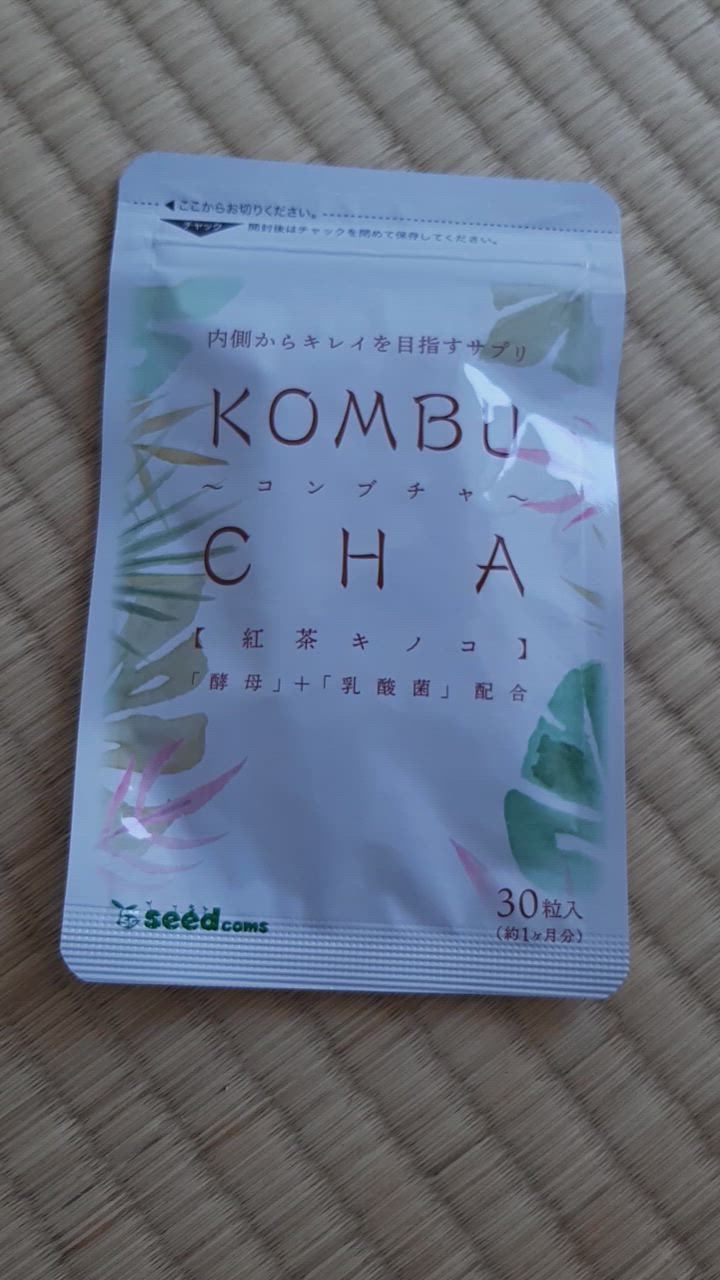 ◀ここからお切りください。
チャック
開封後はチャックを閉めて保存してください。
内側からキレイを目指すサプリ
KOMBU
～コンブチャ～
CHA
【紅茶キノコ】
「酵母」+「乳酸菌」配合
seedcoms
30粒入
(約1ヶ月分)